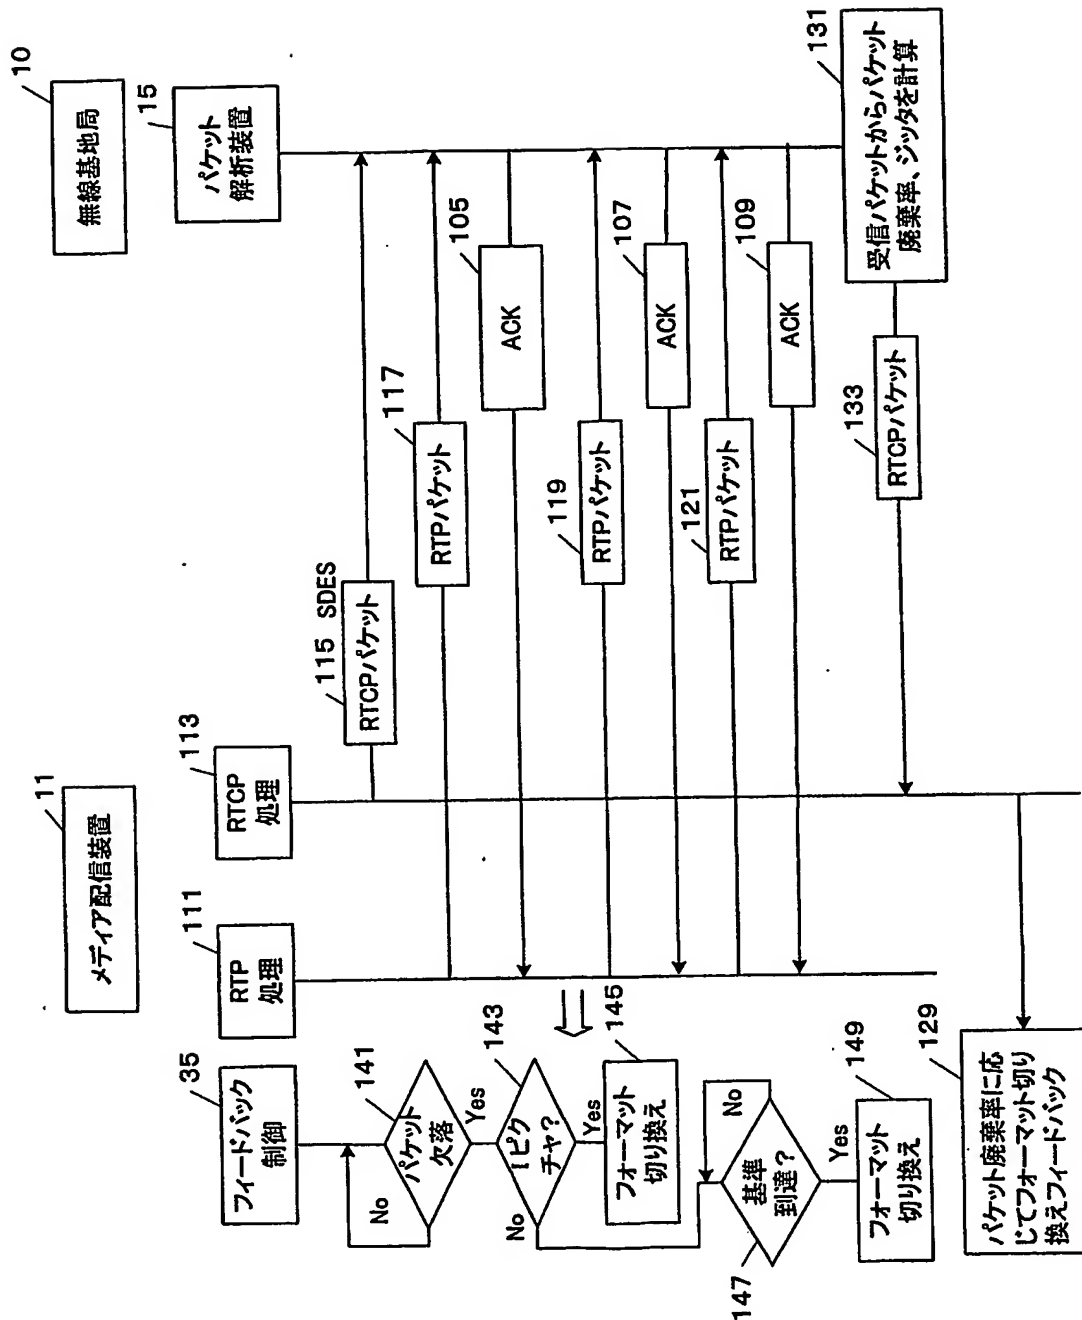 メディア配信装置
11
無線基地局
10
フィードバック
制御
35
RTP
処理
111
RTCP
処理
113
パケット
解析装置
15
115 SDES
RTCPパケット
117
RTPパケット
105
ACK
119
RTPパケット
107
ACK
121
RTPパケット
109
ACK
131
受信パケットからパケット
廃棄率、ジッタを計算
133
RTCPパケット
141
パケット
欠落
No
Yes
143
Iピク
チャ?
No
Yes
145
フォーマット
切り換え
147
基準
到達?
No
Yes
149
フォーマット
切り換え
129
パケット廃棄率に応
じてフォーマット切り
換えフィードバック